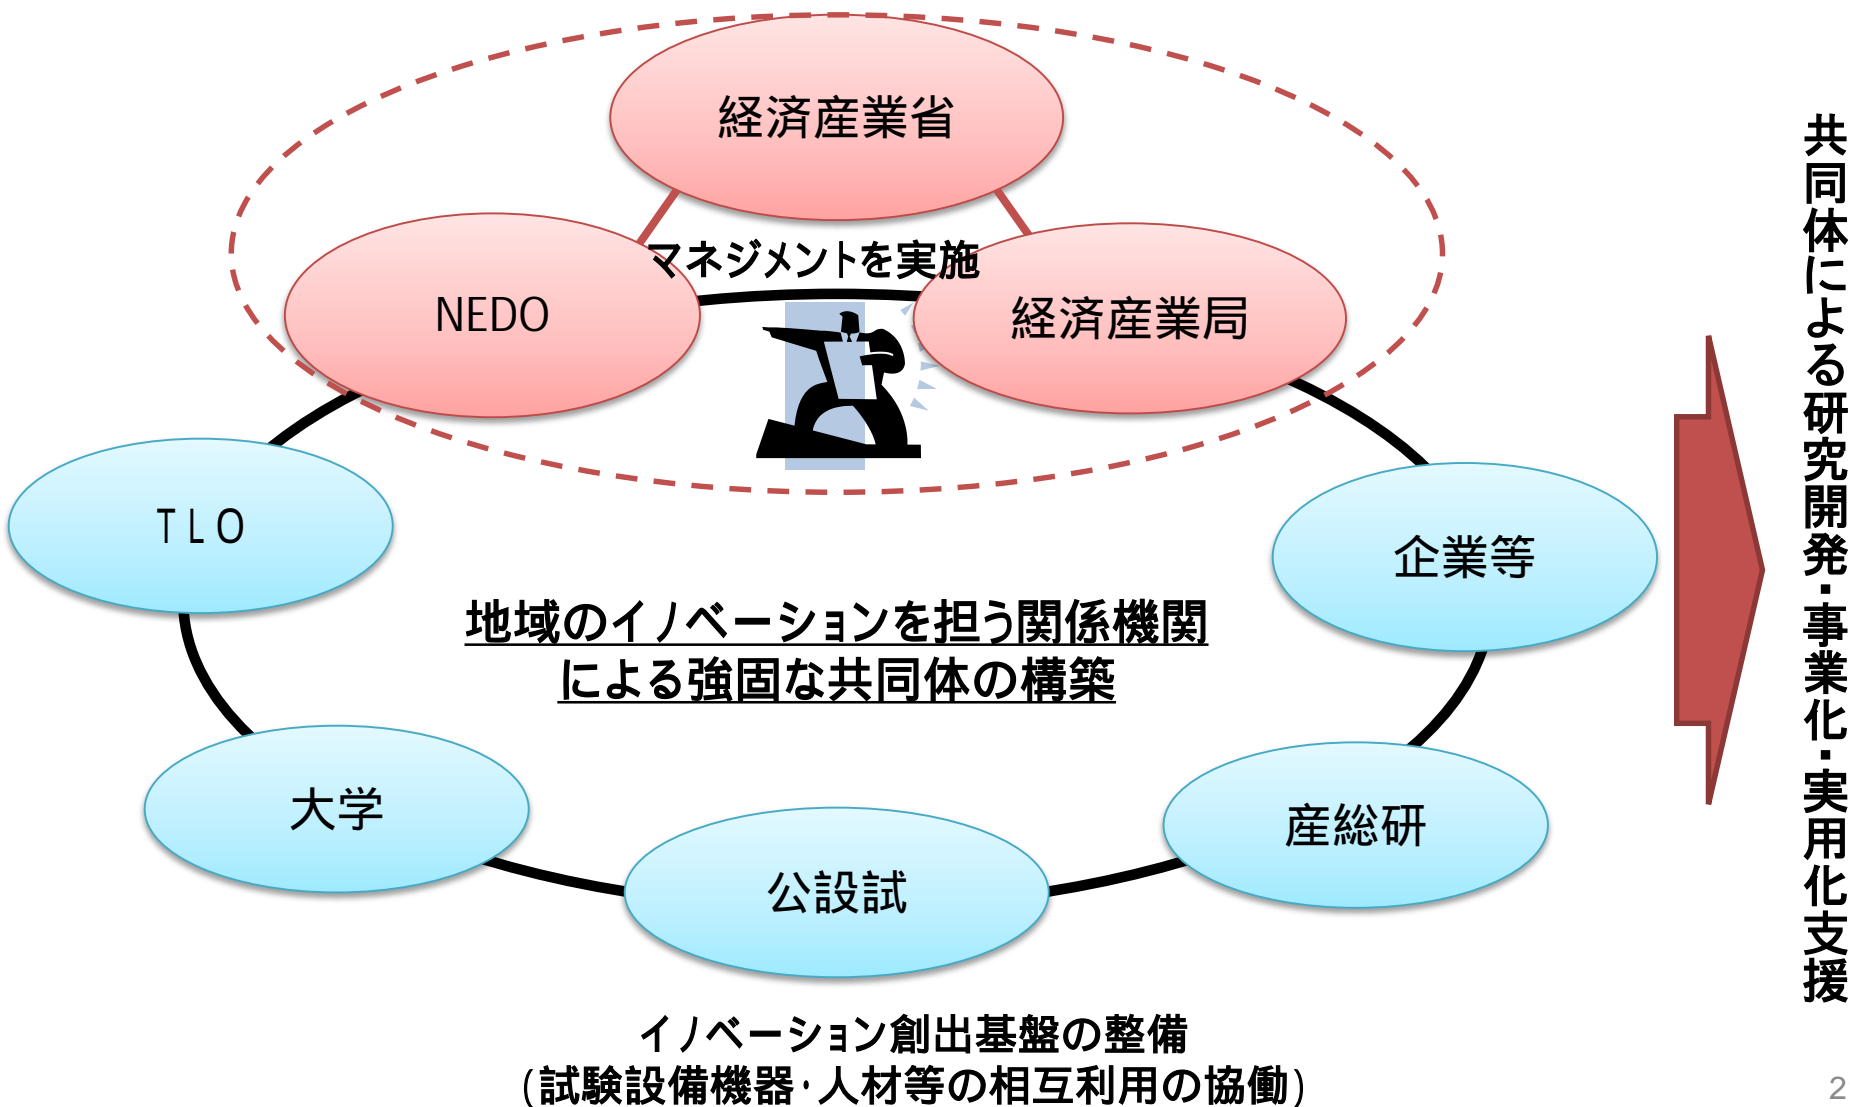 経済産業省
マネジメントを実施
NEDO
経済産業局
TLO
企業等
地域のイノベーションを担う関係機関
による強固な共同体の構築
大学
産総研
公設試
イノベーション創出基盤の整備
(試験設備機器・人材等の相互利用の協働)
共同体による研究開発・事業化・実用化支援
2